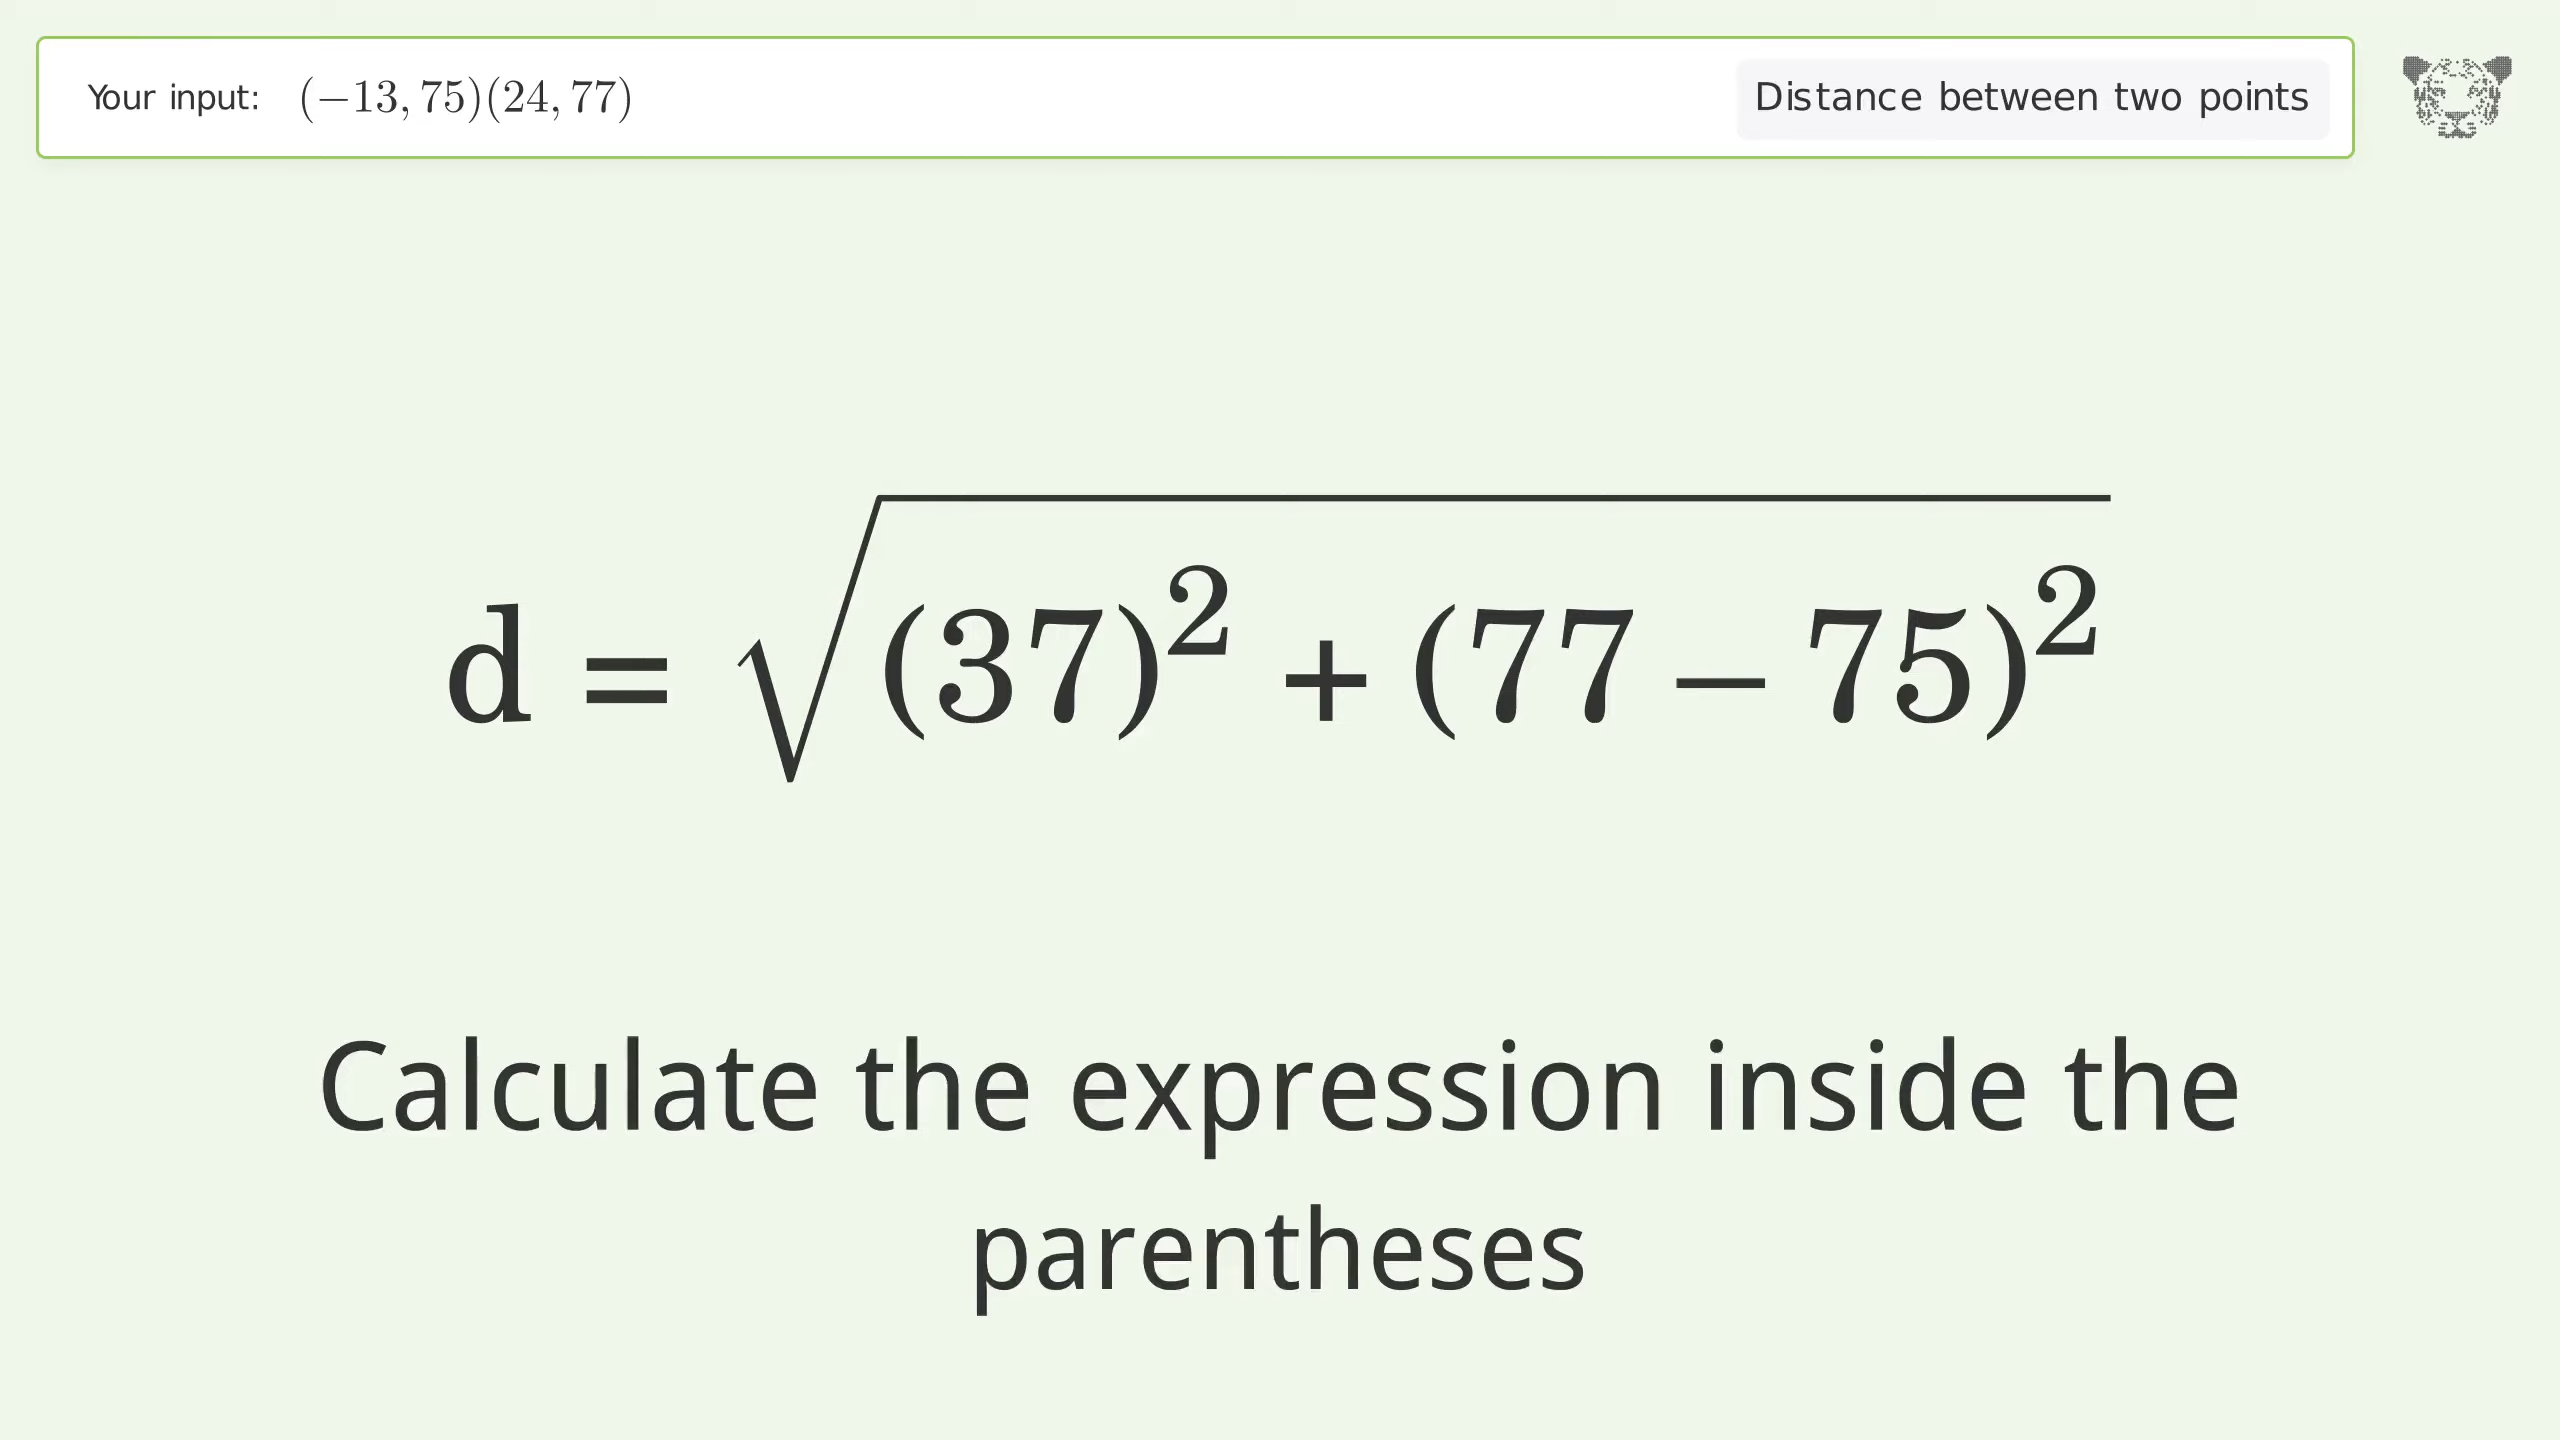 Your input: (−13, 75)(24, 77)
Distance between two points
d = √(37)² + (77 – 75)²
Calculate the expression inside the
parentheses